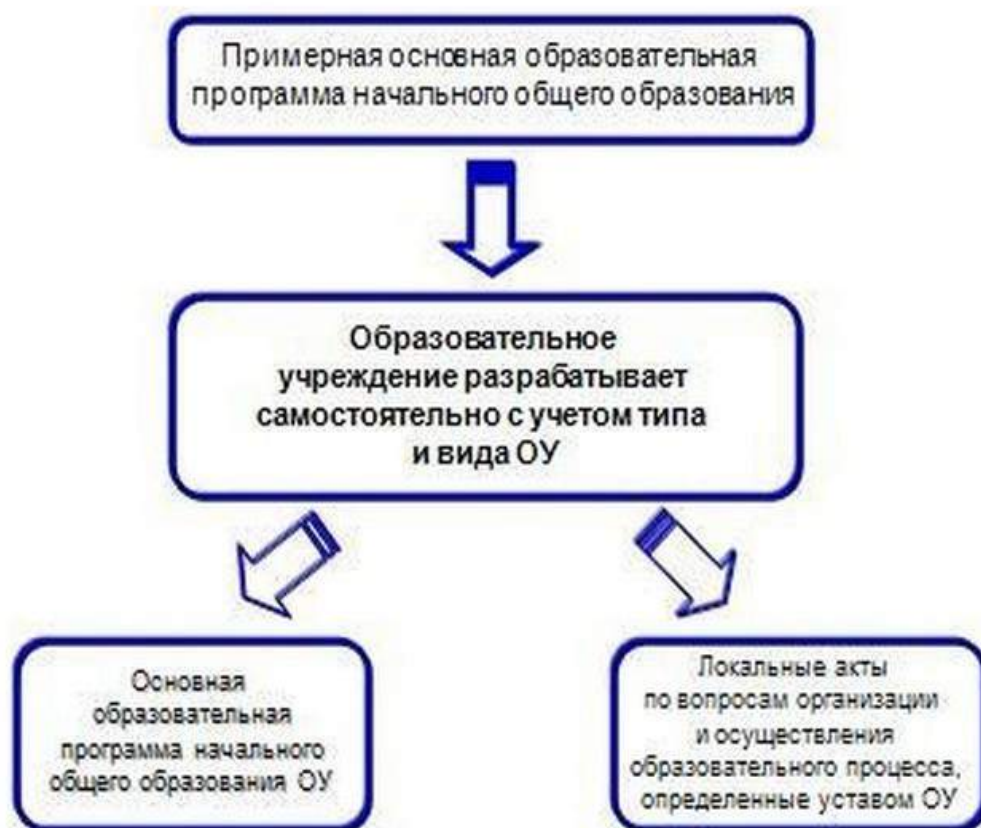 Примерная основная образовательная
программа начального общего образования
Образовательное
учреждение разрабатывает
самостоятельно с учетом типа
и вида ОУ
Основная
образовательная
программа начального
общего образования ОУ
Локальные акты
по вопросам организации
и осуществления
образовательного процесса,
определенные уставом ОУ